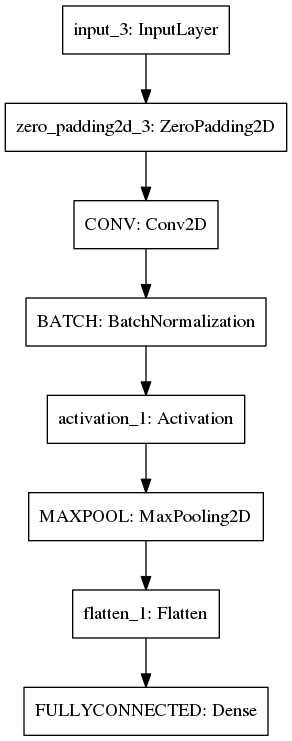 input_3: InputLayer
zero_padding2d_3: ZeroPadding2D
CONV: Conv2D
BATCH: BatchNormalization
activation_1: Activation
MAXPOOL: MaxPooling2D
flatten_1: Flatten
FULLYCONNECTED: Dense